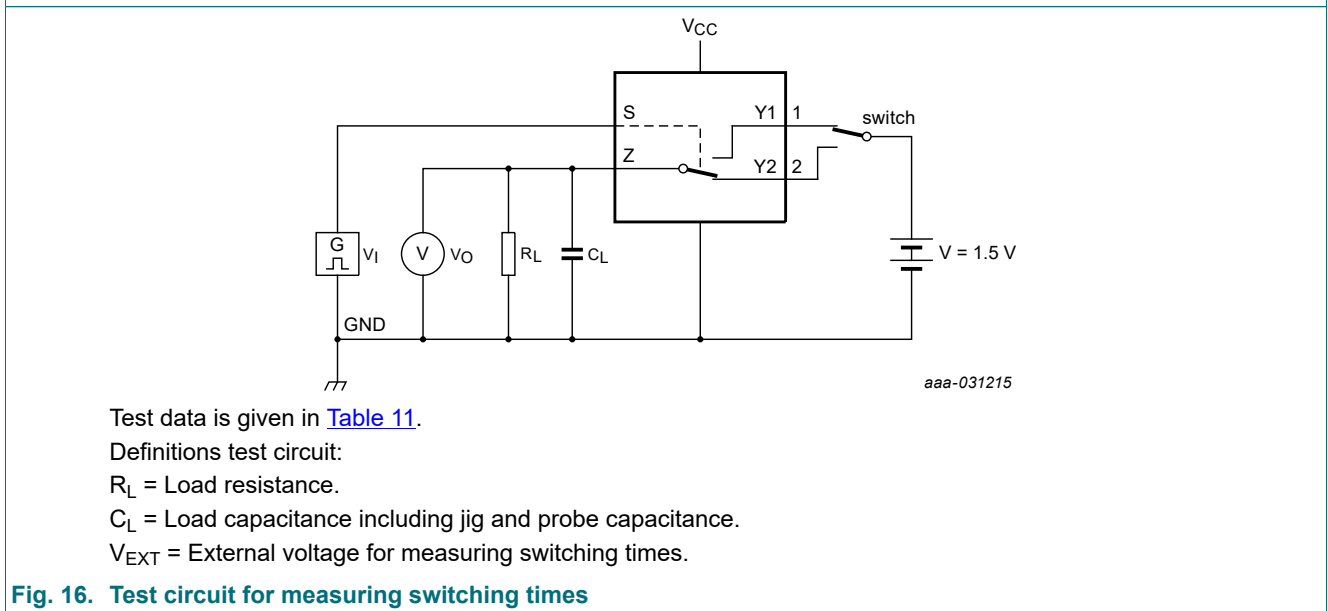 VCC
S
Z
Y1 1
Y2 2
switch
G
VI
V
VO
RL
CL
V = 1.5 V
GND
aaa-031215
Test data is given in Table 11.
Definitions test circuit:
RL = Load resistance.
CL = Load capacitance including jig and probe capacitance.
VEXT = External voltage for measuring switching times.
Fig. 16. Test circuit for measuring switching times